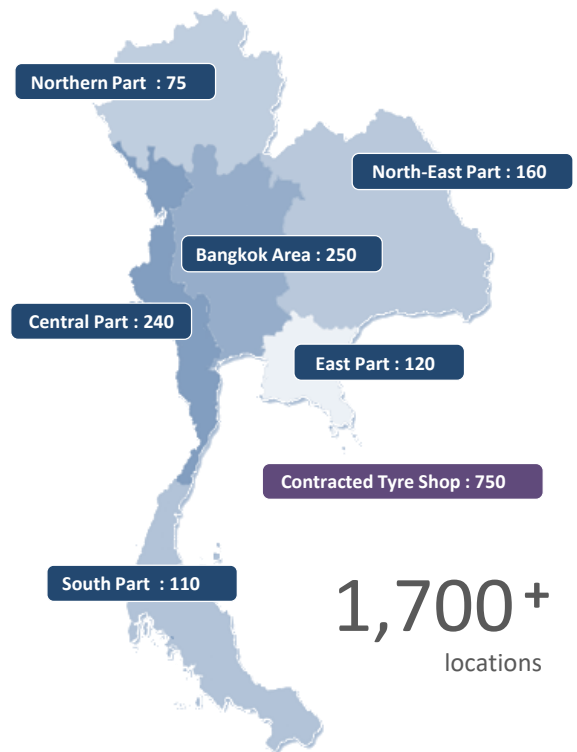 Northern Part : 75
North-East Part : 160
Bangkok Area : 250
Central Part : 240
East Part : 120
Contracted Tyre Shop : 750
South Part : 110
1,700+
locations